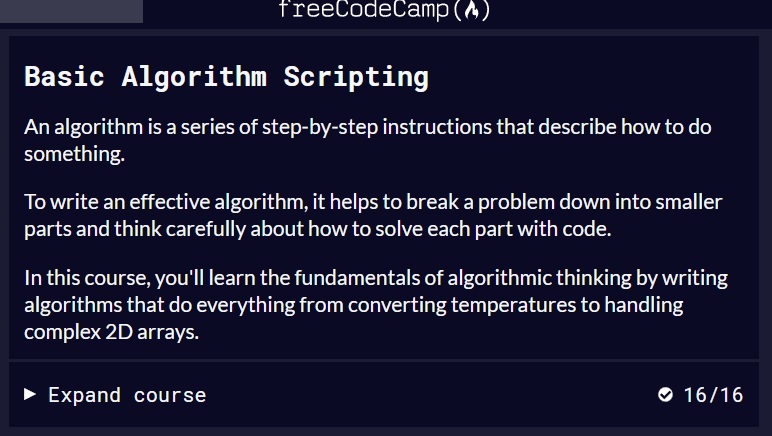 freeCodeCamp(🔥)
Basic Algorithm Scripting
An algorithm is a series of step-by-step instructions that describe how to do
something.
To write an effective algorithm, it helps to break a problem down into smaller
parts and think carefully about how to solve each part with code.
In this course, you'll learn the fundamentals of algorithmic thinking by writing
algorithms that do everything from converting temperatures to handling
complex 2D arrays.
Expand course 16/16